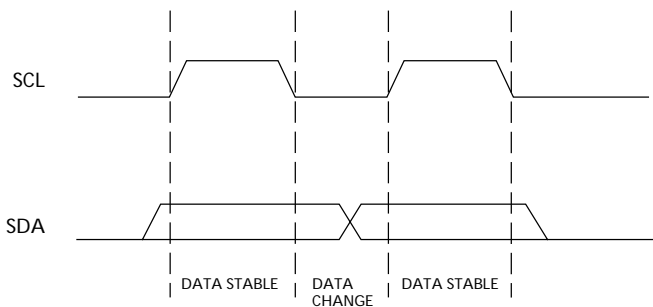 SCL
SDA
DATA STABLE
DATA
CHANGE
DATA STABLE